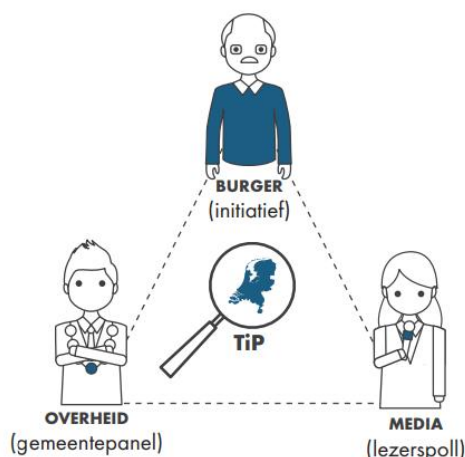 BURGER
(initiatief)
TiP
OVERHEID
(gemeentepanel)
MEDIA
(lezerspoll)